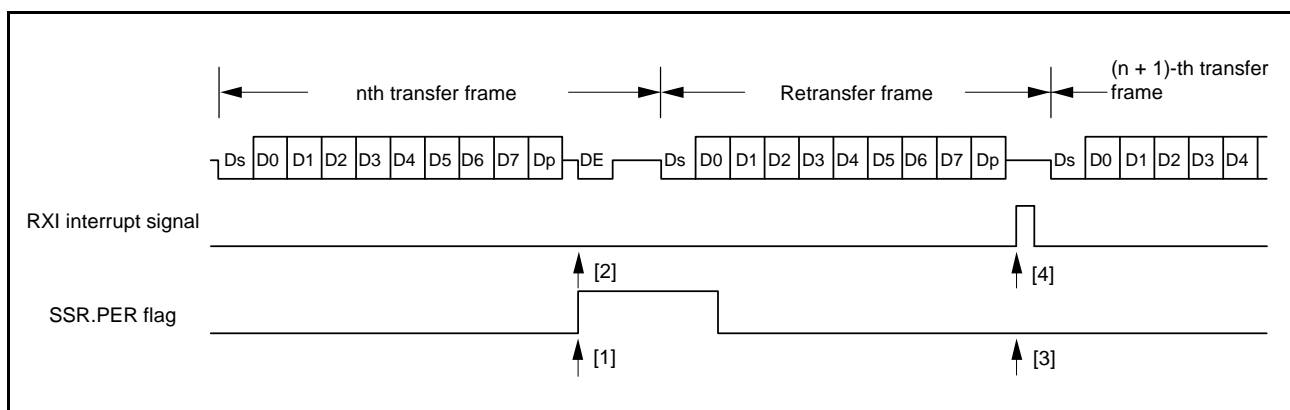 (n + 1)-th transfer
nth transfer frame Retransfer frame frame
Ds D0 D1 D2 D3 D4 D5 D6 D7 Dp DE Ds D0 D1 D2 D3 D4 D5 D6 D7 Dp Ds D0 D1 D2 D3 D4
RXI interrupt signal
[2] [4]
SSR.PER flag
[1] [3]